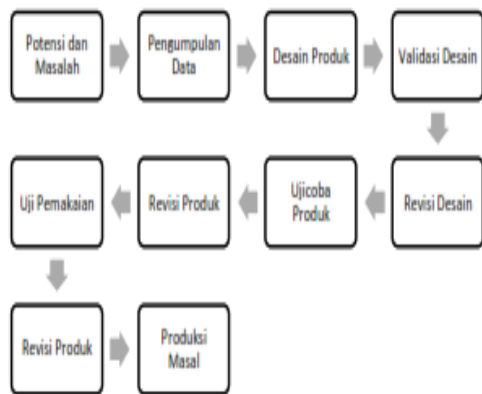 Potensi dan
Masalah
Pengumpulan
Data
Desain Produk
Validasi Desain
Revisi Desain
Ujicoba
Produk
Revisi Produk
Uji Pemakaian
Revisi Produk
Produksi
Masal